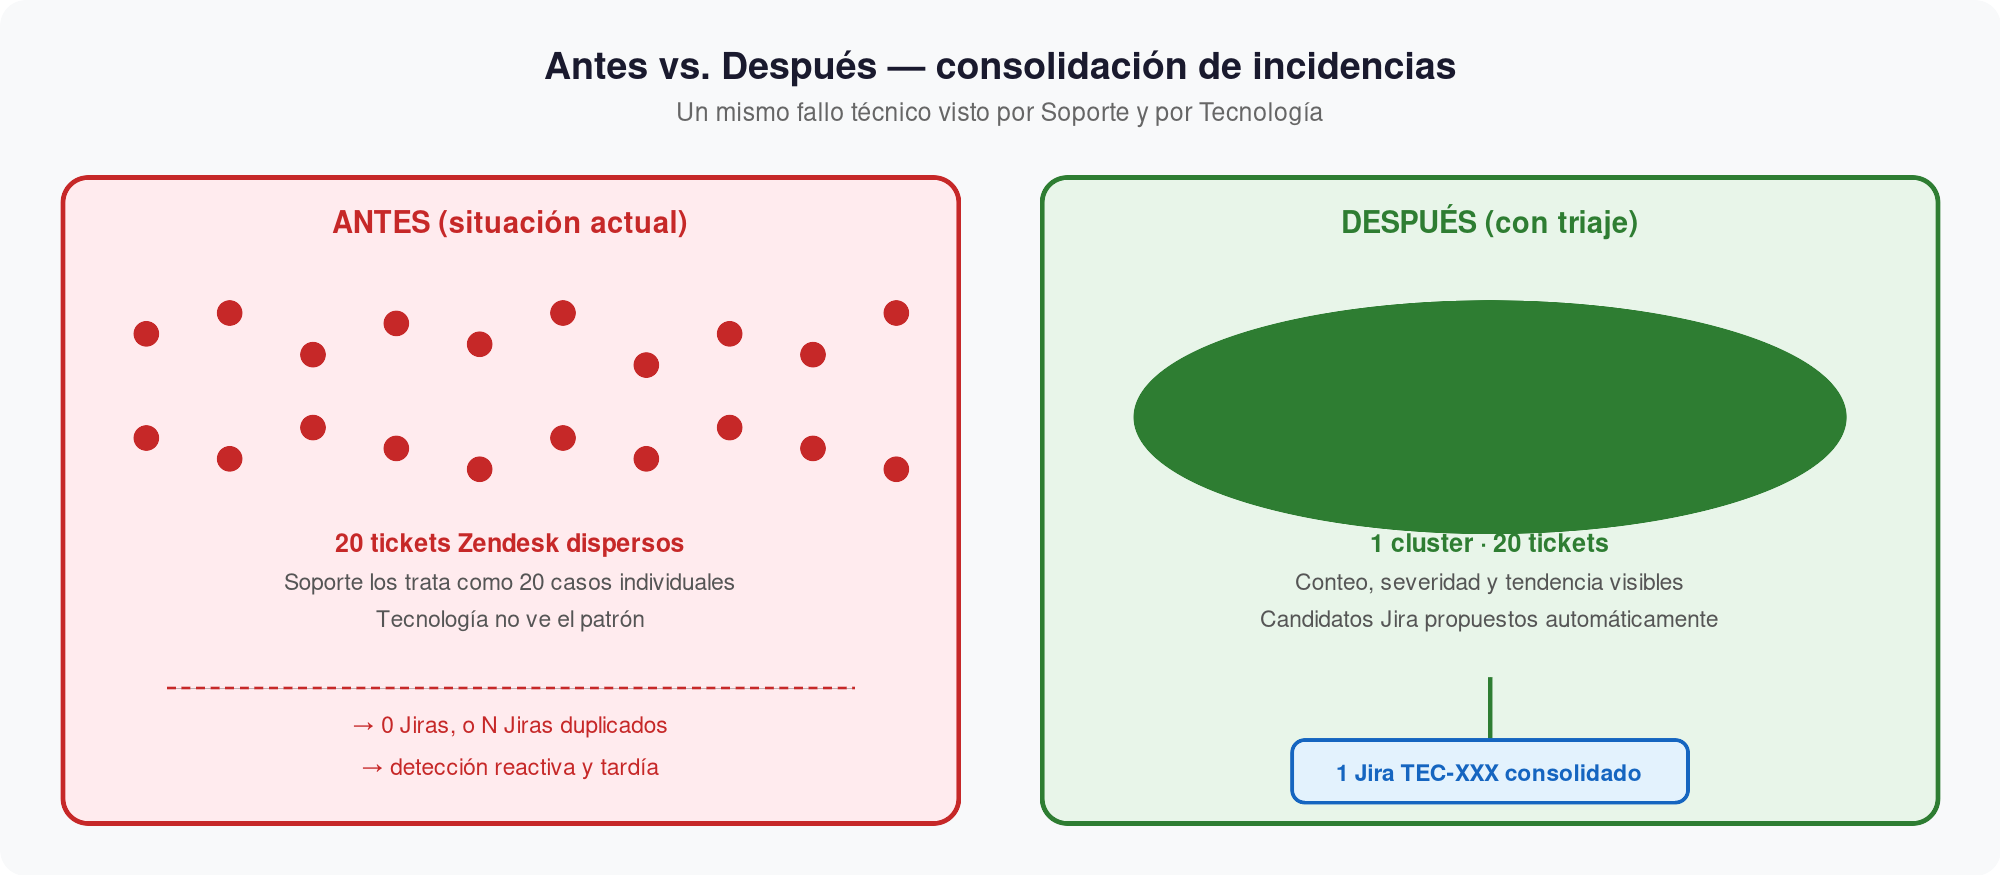 Antes vs. Después — consolidación de incidencias
Un mismo fallo técnico visto por Soporte y por Tecnología
ANTES (situación actual)
20 tickets Zendesk dispersos
Soporte los trata como 20 casos individuales
Tecnología no ve el patrón
→ 0 Jiras, o N Jiras duplicados
→ detección reactiva y tardía
DESPUÉS (con triaje)
1 cluster · 20 tickets
Conteo, severidad y tendencia visibles
Candidatos Jira propuestos automáticamente
1 Jira TEC-XXX consolidado